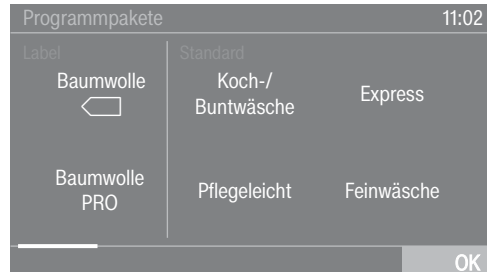 Programmpakete 11:02
Label Standard
Baumwolle
Koch-/
Buntwäsche
Express
Baumwolle
PRO
Pflegeleicht
Feinwäsche
OK